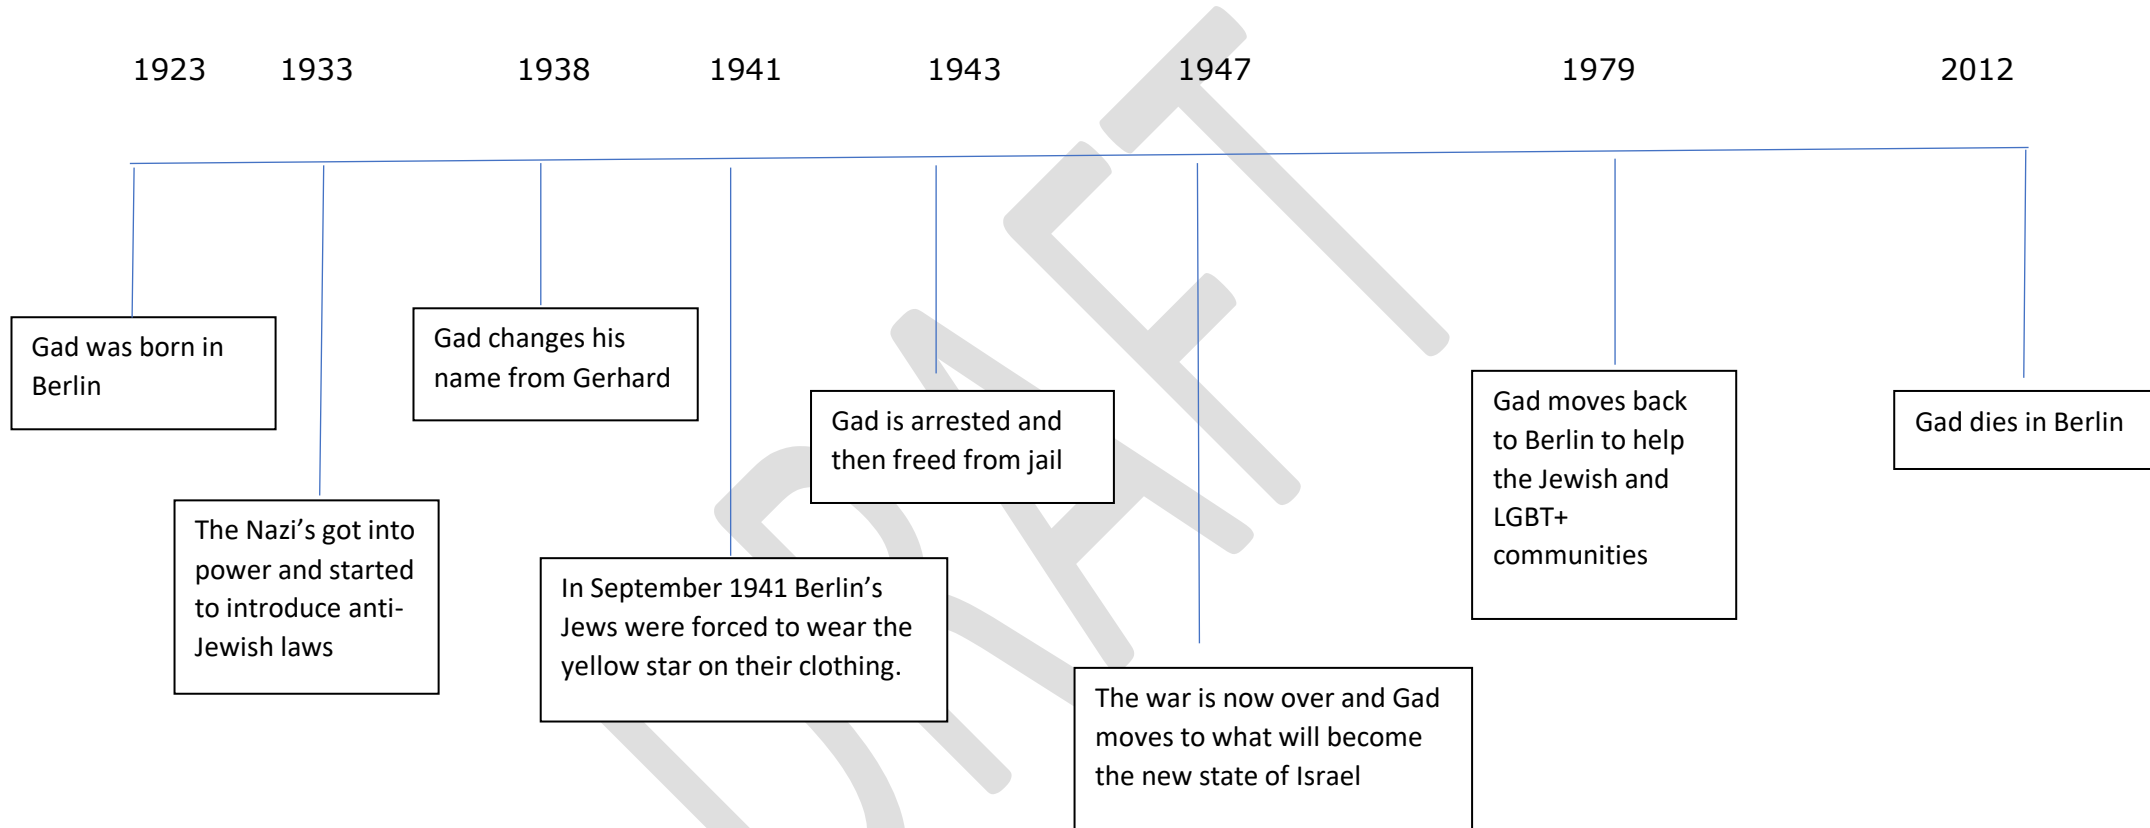 1923 1933 1938 1941 1943 1947 1979 2012
Gad was born in
Berlin
The Nazi’s got into
power and started
to introduce anti-
Jewish laws
Gad changes his
name from Gerhard
In September 1941 Berlin’s
Jews were forced to wear the
yellow star on their clothing.
Gad is arrested and
then freed from jail
The war is now over and Gad
moves to what will become
the new state of Israel
Gad moves back
to Berlin to help
the Jewish and
LGBT+
communities
Gad dies in Berlin
DRAFT